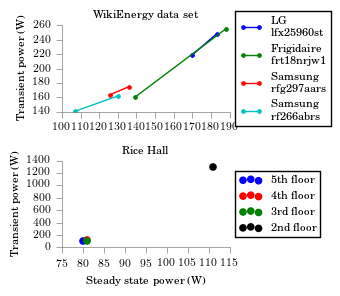 WikiEnergy data set
Transient power (W)
260
240
220
200
180
160
140
100 110 120 130 140 150 160 170 180 190
LG
lfx25960st
Frigidaire
frt18nrjw1
Samsung
rfg297aars
Samsung
rf266abrs
Rice Hall
Transient power (W)
1400
1200
1000
800
600
400
200
0
75 80 85 90 95 100 105 110 115
Steady state power (W)
5th floor
4th floor
3rd floor
2nd floor